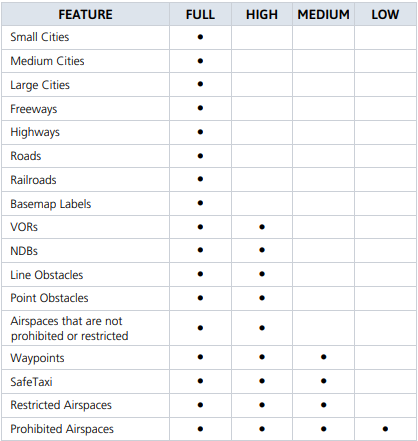 FEATURE FULL HIGH MEDIUM LOW
Small Cities •
Medium Cities •
Large Cities •
Freeways •
Highways •
Roads •
Railroads •
Basemap Labels •
VORs • •
NDBs • •
Line Obstacles • •
Point Obstacles • •
Airspaces that are not
prohibited or restricted • •
Waypoints • • •
SafeTaxi • • •
Restricted Airspaces • • •
Prohibited Airspaces • • • •